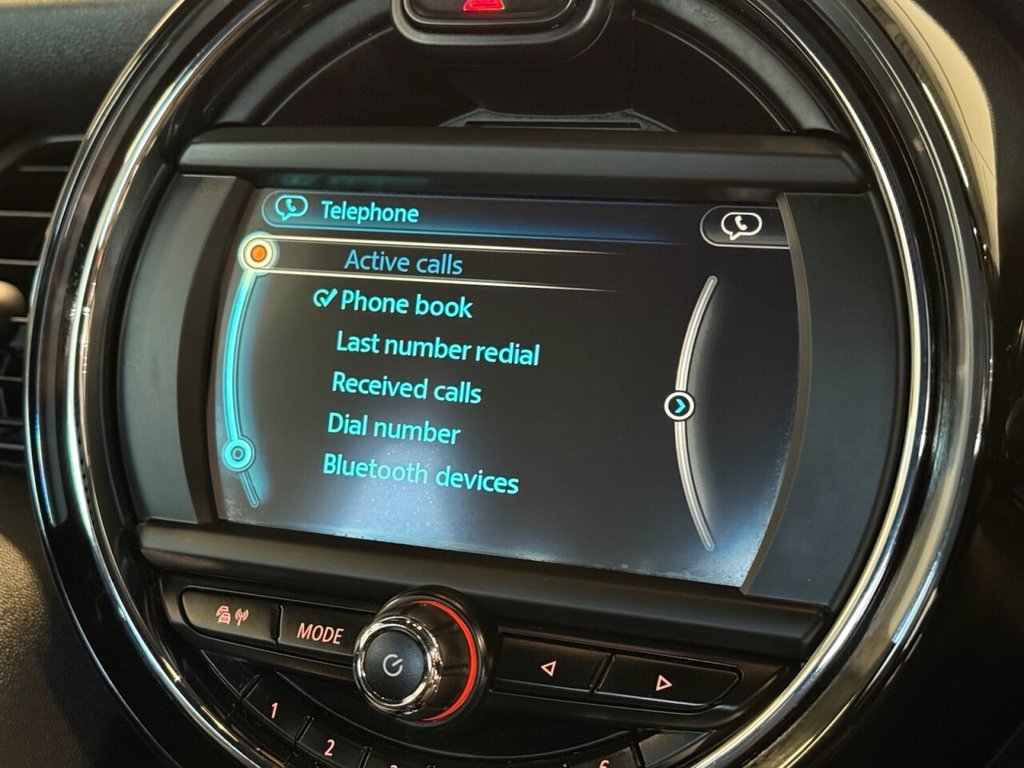 Telephone
Active calls
Phone book
Last number redial
Received calls
Dial number
Bluetooth devices
MODE
1
2
6